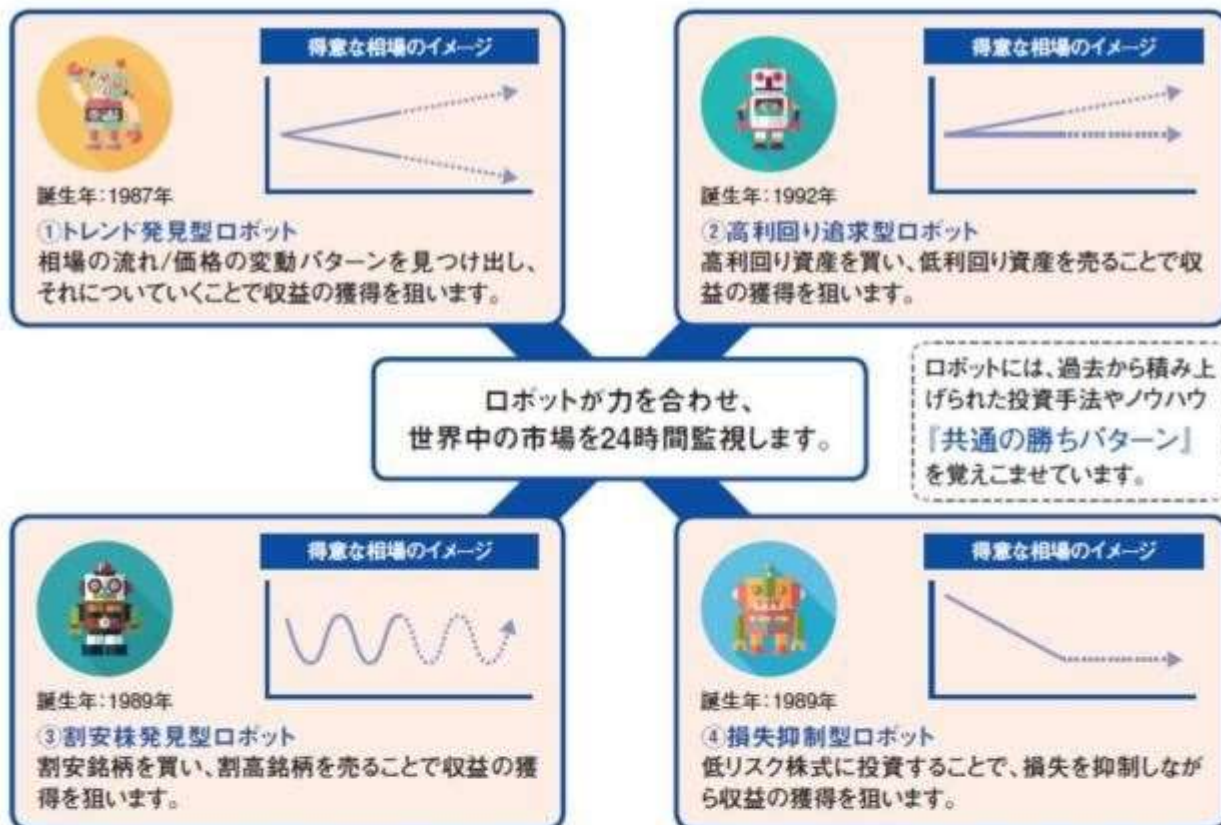 得意な相場のイメージ
誕生年:1987年
①トレンド発見型ロボット
相場の流れ/価格の変動パターンを見つけ出し、
それについていくことで収益の獲得を狙います。
得意な相場のイメージ
誕生年:1992年
②高利回り追求型ロボット
高利回り資産を買い、低利回り資産を売ることで収
益の獲得を狙います。
ロボットが力を合わせ、
世界中の市場を24時間監視します。
ロボットには、過去から積み上
げられた投資手法やノウハウ
『共通の勝ちパターン』
を覚えこませています。
得意な相場のイメージ
誕生年:1989年
③割安株発見型ロボット
割安銘柄を買い、割高銘柄を売ることで収益の獲
得を狙います。
得意な相場のイメージ
誕生年:1989年
④損失抑制型ロボット
低リスク株式に投資することで、損失を抑制しなが
ら収益の獲得を狙います。